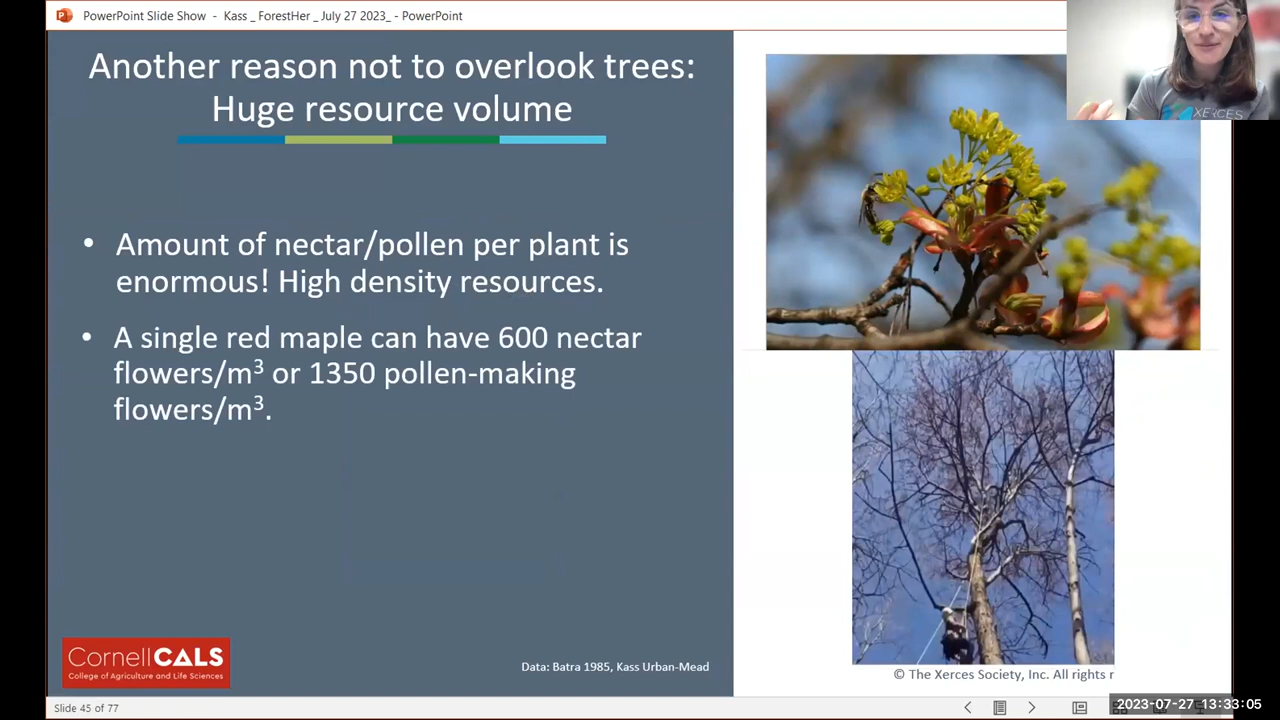 PowerPoint Slide Show - Kass _ ForestHer _ July 27 2023_ - PowerPoint
XERCES
Another reason not to overlook trees:
Huge resource volume
• Amount of nectar/pollen per plant is
enormous! High density resources.
• A single red maple can have 600 nectar
flowers/m³ or 1350 pollen-making
flowers/m³.
CornellCALS
College of Agriculture and Life Sciences
Data: Batra 1985, Kass Urban-Mead
© The Xerces Society, Inc. All rights r
Slide 45 of 77
2023-07-27 13:33:05